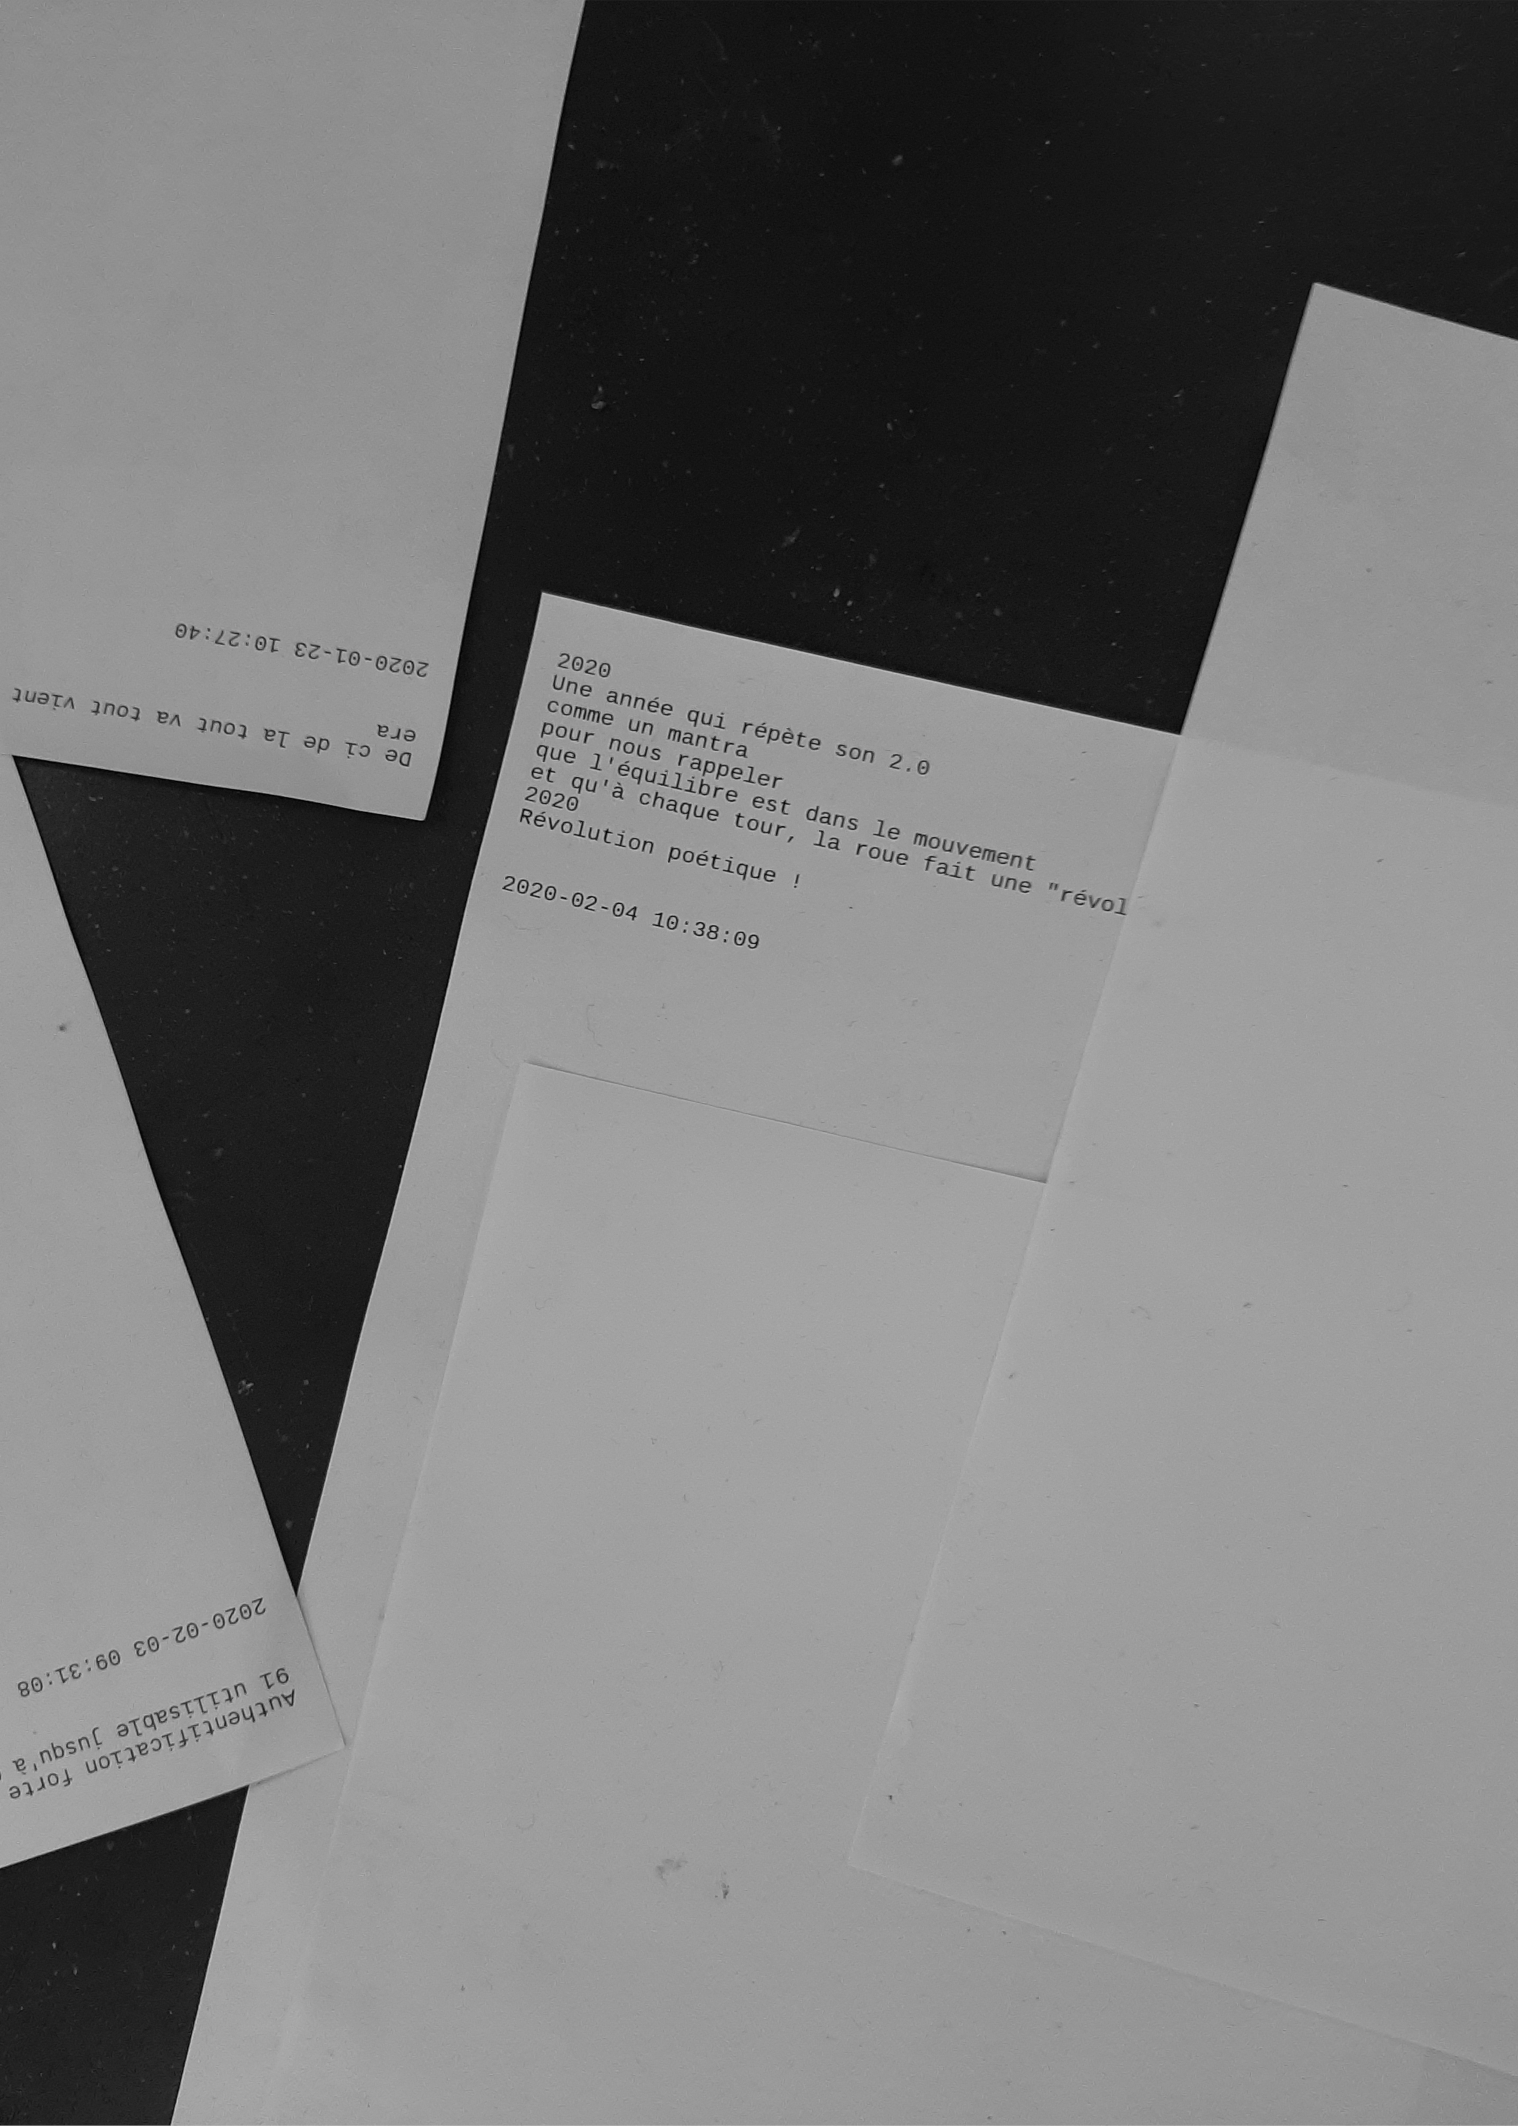 2020-01-23 10:27:40
De ci de la tout va tout vient
era
2020
Une année qui répète son 2.0
comme un mantra
pour nous rappeler
que l'équilibre est dans le mouvement
et qu'à chaque tour, la roue fait une "révol
2020
Révolution poétique !
2020-02-04 10:38:09
Authentification forte
91 utilisable jusqu'à
2020-02-03 09:31:08